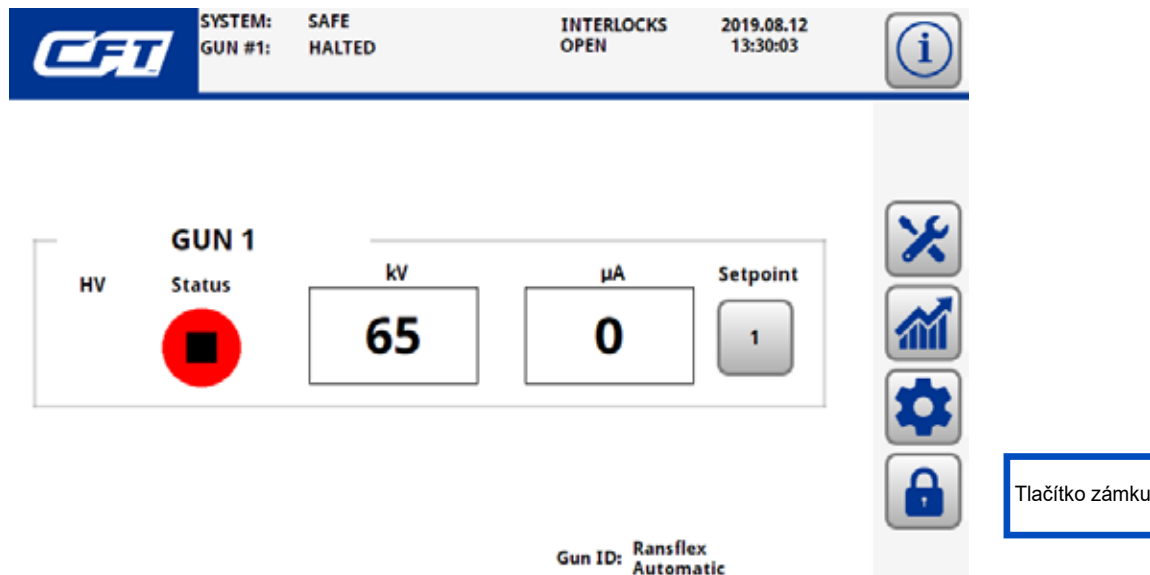 CFT
SYSTEM: SAFE
GUN #1: HALTED
INTERLOCKS
OPEN
2019.08.12
13:30:03
i
GUN 1
HV
Status
kV
65
µA
0
Setpoint
1
Tlačítko zámku
Gun ID: Ransflex
Automatic